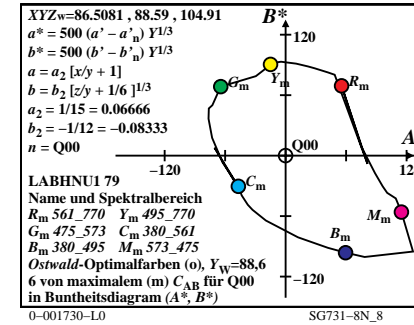 XYZw=86.5081 , 88.59 , 104.91
a* = 500 (a' – a'n) Y1/3
b* = 500 (b' – b'n) Y1/3
a = a2 [x/y + 1]
b = b2 [z/y + 1/6 ]1/3
a2 = 1/15 = 0.06666
b2 = –1/12 = –0.08333
n = Q00
LABHNU1 79
Name und Spektralbereich
Rm 561_770 Ym 495_770
Gm 475_573 Cm 380_561
Bm 380_495 Mm 573_475
Ostwald-Optimalfarben (o), YW=88,6
6 von maximalem (m) CAB für Q00
in Buntheitsdiagram (A*, B*)
B*
120
Ym
Gm
Rm
Q00
A
–120
12
Cm
Mm
Bm
–120
0-001730-L0
SG731-8N_8